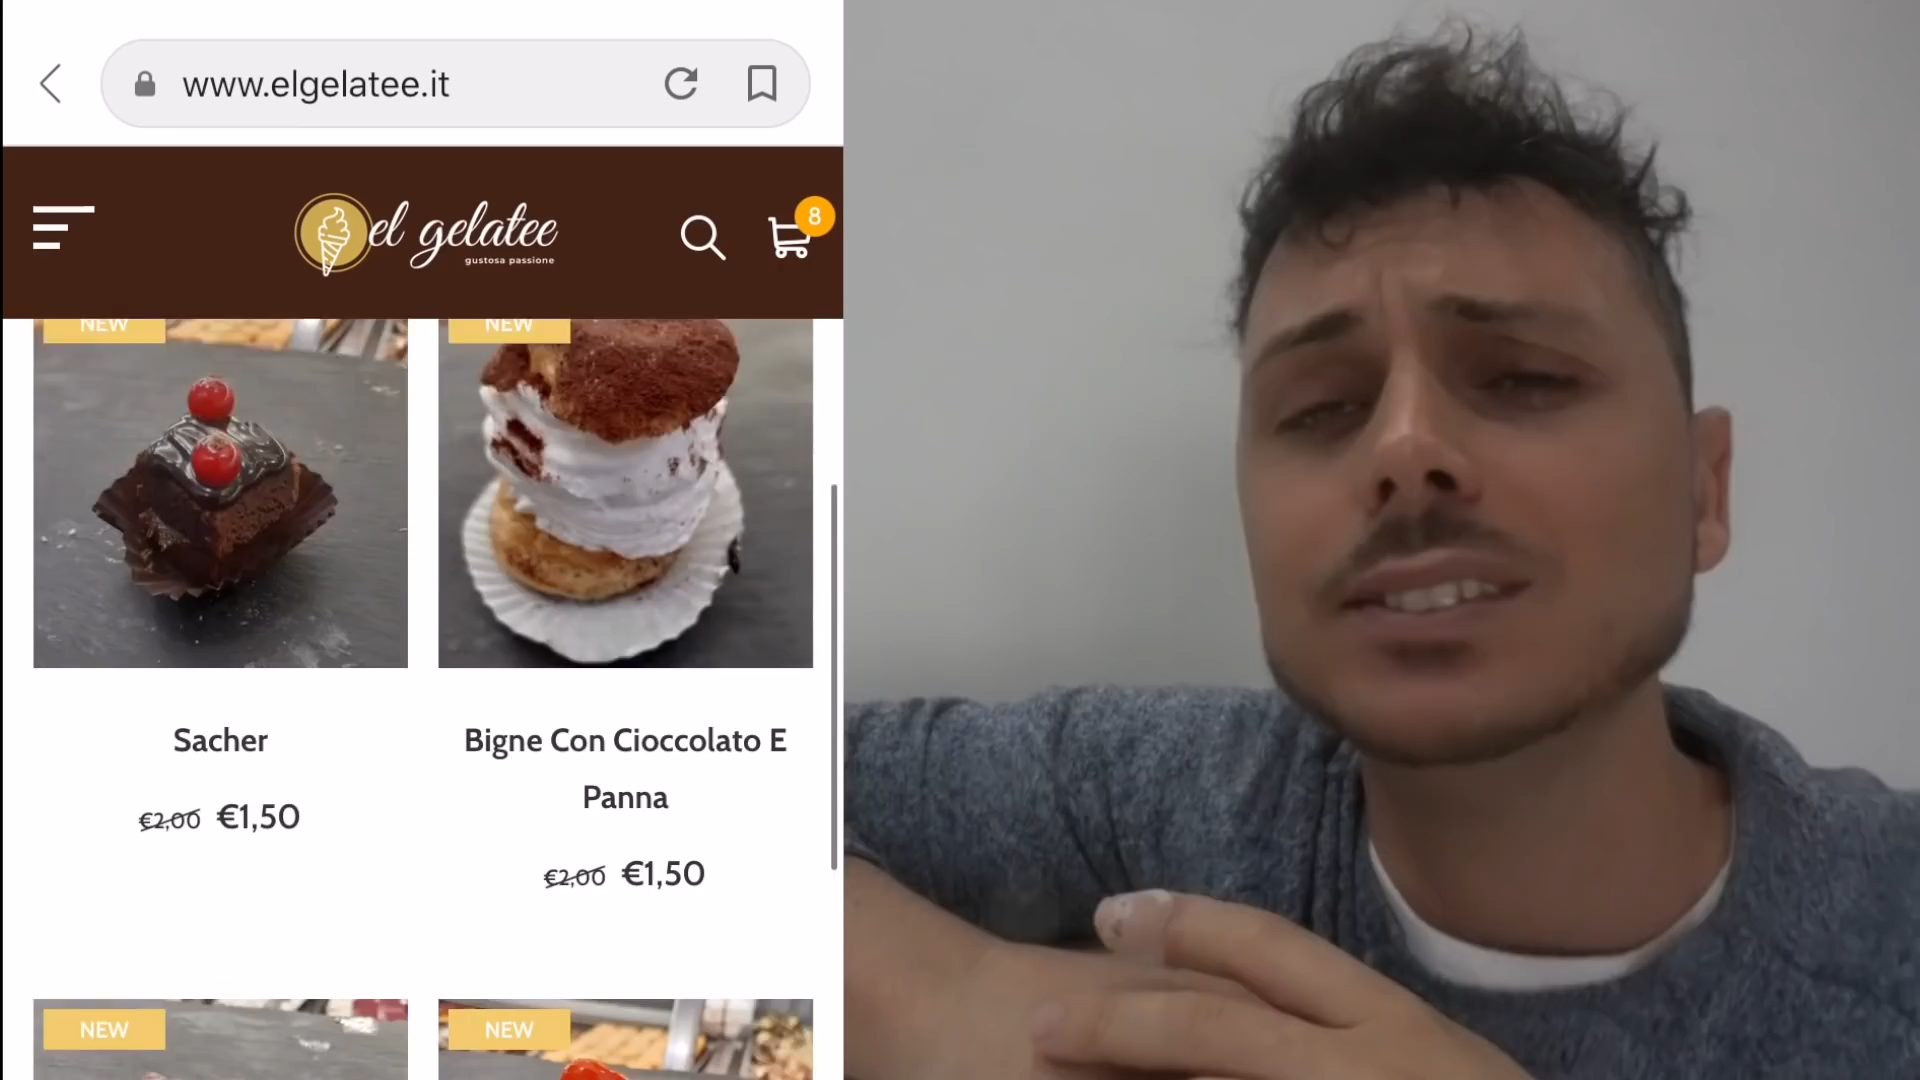 www.elgelatee.it
el gelatee
gustosa passione
8
NEW
NEW
Sacher
€2,00 €1,50
Bigne Con Cioccolato E
Panna
€2,00 €1,50
NEW
NEW